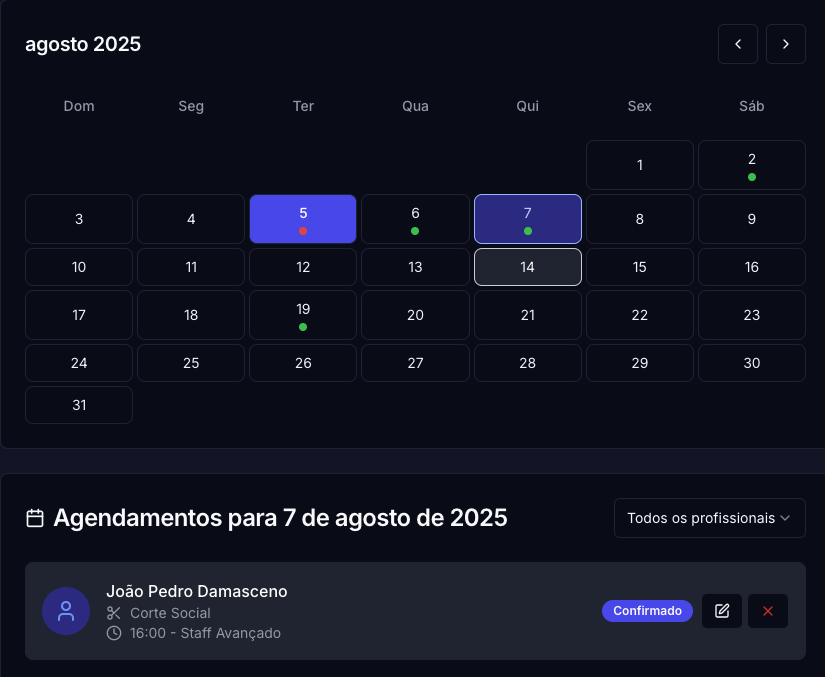 agosto 2025
Dom Seg Ter Qua Qui Sex Sáb
1 2
3 4 5 6 7 8 9
10 11 12 13 14 15 16
17 18 19 20 21 22 23
24 25 26 27 28 29 30
31
Agendamentos para 7 de agosto de 2025
Todos os profissionais
João Pedro Damasceno
Corte Social
16:00 - Staff Avançado
Confirmado